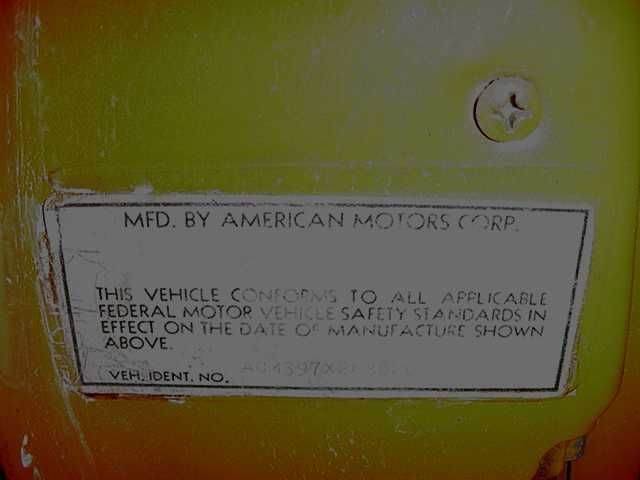 MFD. BY AMERICAN MOTORS CORP.
THIS VEHICLE CONFORMS TO ALL APPLICABLE
FEDERAL MOTOR VEHICLE SAFETY STANDARDS IN
EFFECT ON THE DATE OF MANUFACTURE SHOWN
ABOVE.
VEH. IDENT. NO.